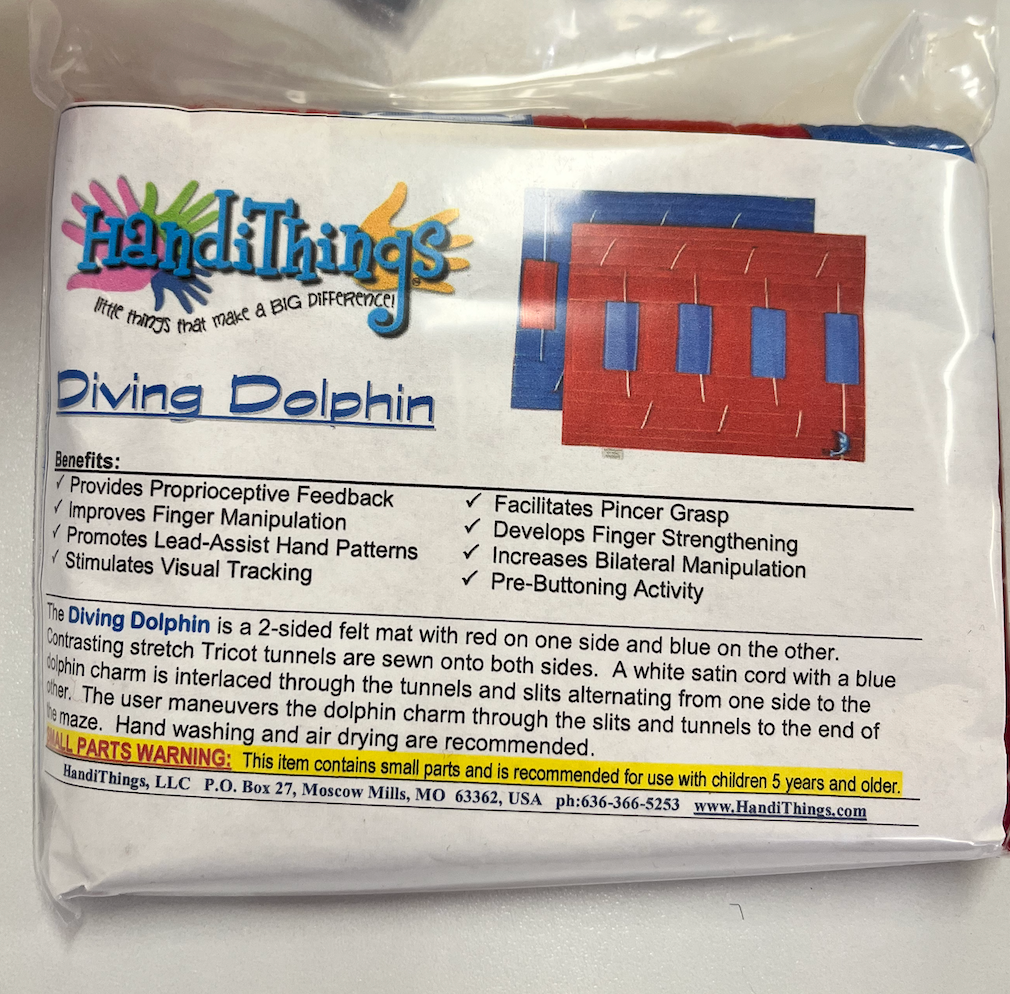 HandiThings®
little things that make a BIG DIFFERENCE!
Diving Dolphin
Benefits:
✓ Provides Proprioceptive Feedback
✓ Improves Finger Manipulation
✓ Promotes Lead-Assist Hand Patterns
✓ Stimulates Visual Tracking
✓ Facilitates Pincer Grasp
✓ Develops Finger Strengthening
✓ Increases Bilateral Manipulation
✓ Pre-Buttoning Activity
The Diving Dolphin is a 2-sided felt mat with red on one side and blue on the other.
Contrasting stretch Tricot tunnels are sewn onto both sides. A white satin cord with a blue
dolphin charm is interlaced through the tunnels and slits alternating from one side to the
other. The user maneuvers the dolphin charm through the slits and tunnels to the end of
the maze. Hand washing and air drying are recommended.
SMALL PARTS WARNING: This item contains small parts and is recommended for use with children 5 years and older.
HandiThings, LLC P.O. Box 27, Moscow Mills, MO 63362, USA ph:636-366-5253 www.HandiThings.com